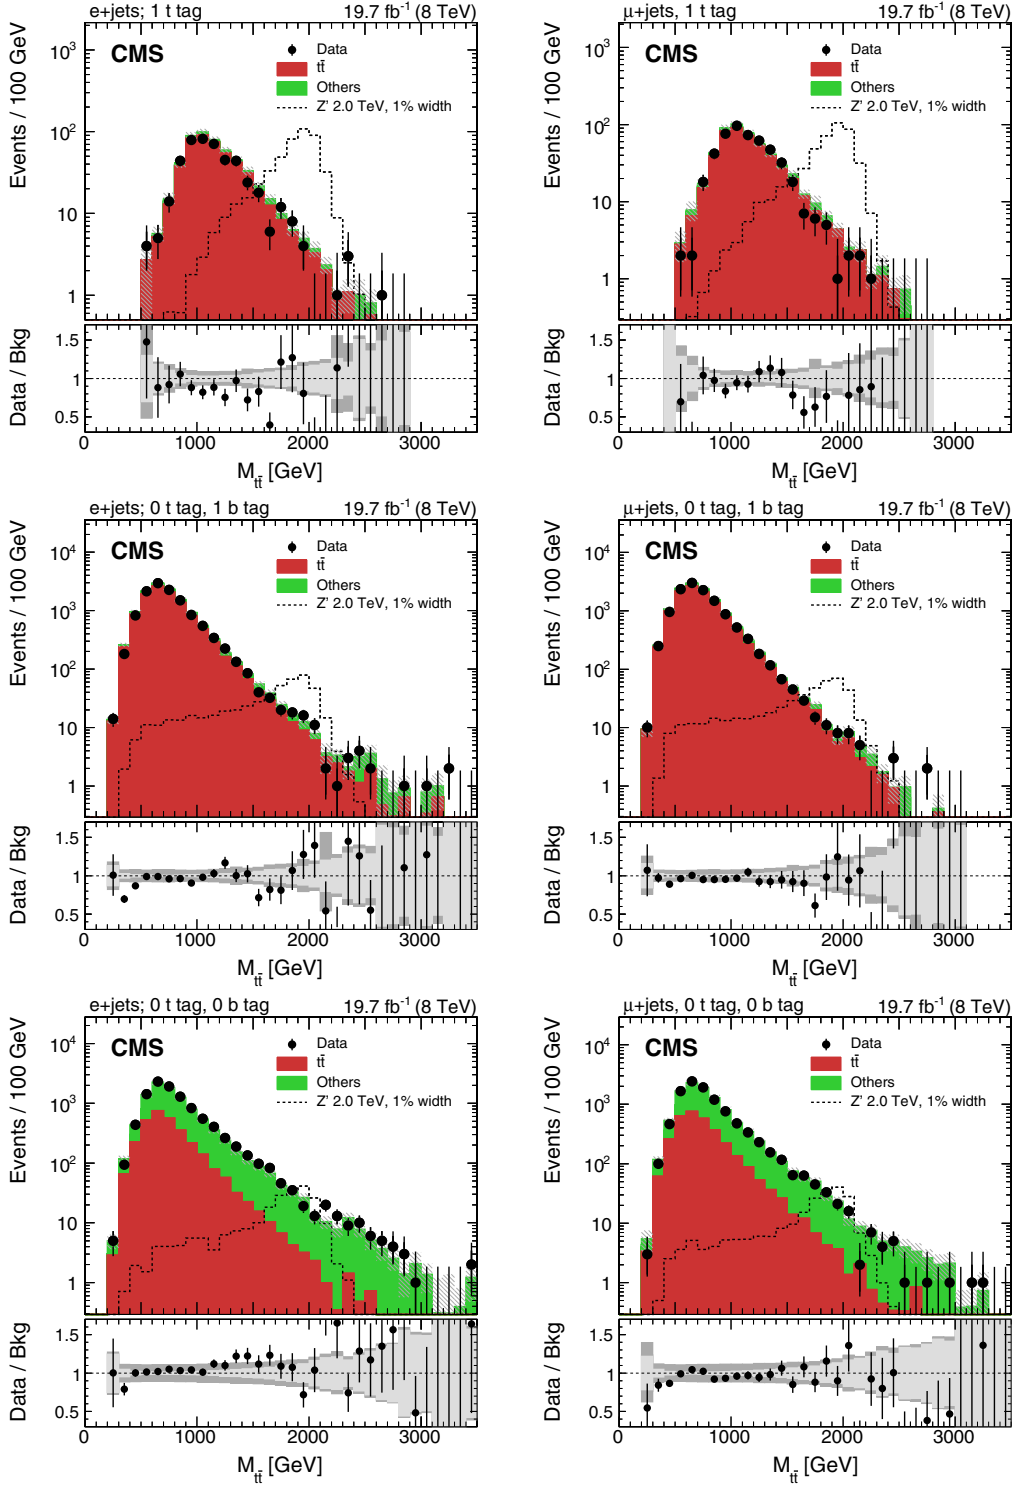 e+jets; 1 t tag 19.7 fb⁻¹ (8 TeV)
CMS
Data
tt̄
Others
Z' 2.0 TeV, 1% width
Events / 100 GeV
10³
10²
10
1
Data / Bkg
1.5
1
0.5
0 1000 2000 3000
M_tt̄ [GeV]
μ+jets, 1 t tag 19.7 fb⁻¹ (8 TeV)
CMS
Data
tt̄
Others
Z' 2.0 TeV, 1% width
Events / 100 GeV
10³
10²
10
1
Data / Bkg
1.5
1
0.5
0 1000 2000 3000
M_tt̄ [GeV]
e+jets; 0 t tag, 1 b tag 19.7 fb⁻¹ (8 TeV)
CMS
Data
tt̄
Others
Z' 2.0 TeV, 1% width
Events / 100 GeV
10⁴
10³
10²
10
1
Data / Bkg
1.5
1
0.5
0 1000 2000 3000
M_tt̄ [GeV]
μ+jets, 0 t tag, 1 b tag 19.7 fb⁻¹ (8 TeV)
CMS
Data
tt̄
Others
Z' 2.0 TeV, 1% width
Events / 100 GeV
10⁴
10³
10²
10
1
Data / Bkg
1.5
1
0.5
0 1000 2000 3000
M_tt̄ [GeV]
e+jets; 0 t tag, 0 b tag 19.7 fb⁻¹ (8 TeV)
CMS
Data
tt̄
Others
Z' 2.0 TeV, 1% width
Events / 100 GeV
10⁴
10³
10²
10
1
Data / Bkg
1.5
1
0.5
0 1000 2000 3000
M_tt̄ [GeV]
μ+jets, 0 t tag, 0 b tag 19.7 fb⁻¹ (8 TeV)
CMS
Data
tt̄
Others
Z' 2.0 TeV, 1% width
Events / 100 GeV
10⁴
10³
10²
10
1
Data / Bkg
1.5
1
0.5
0 1000 2000 3000
M_tt̄ [GeV]